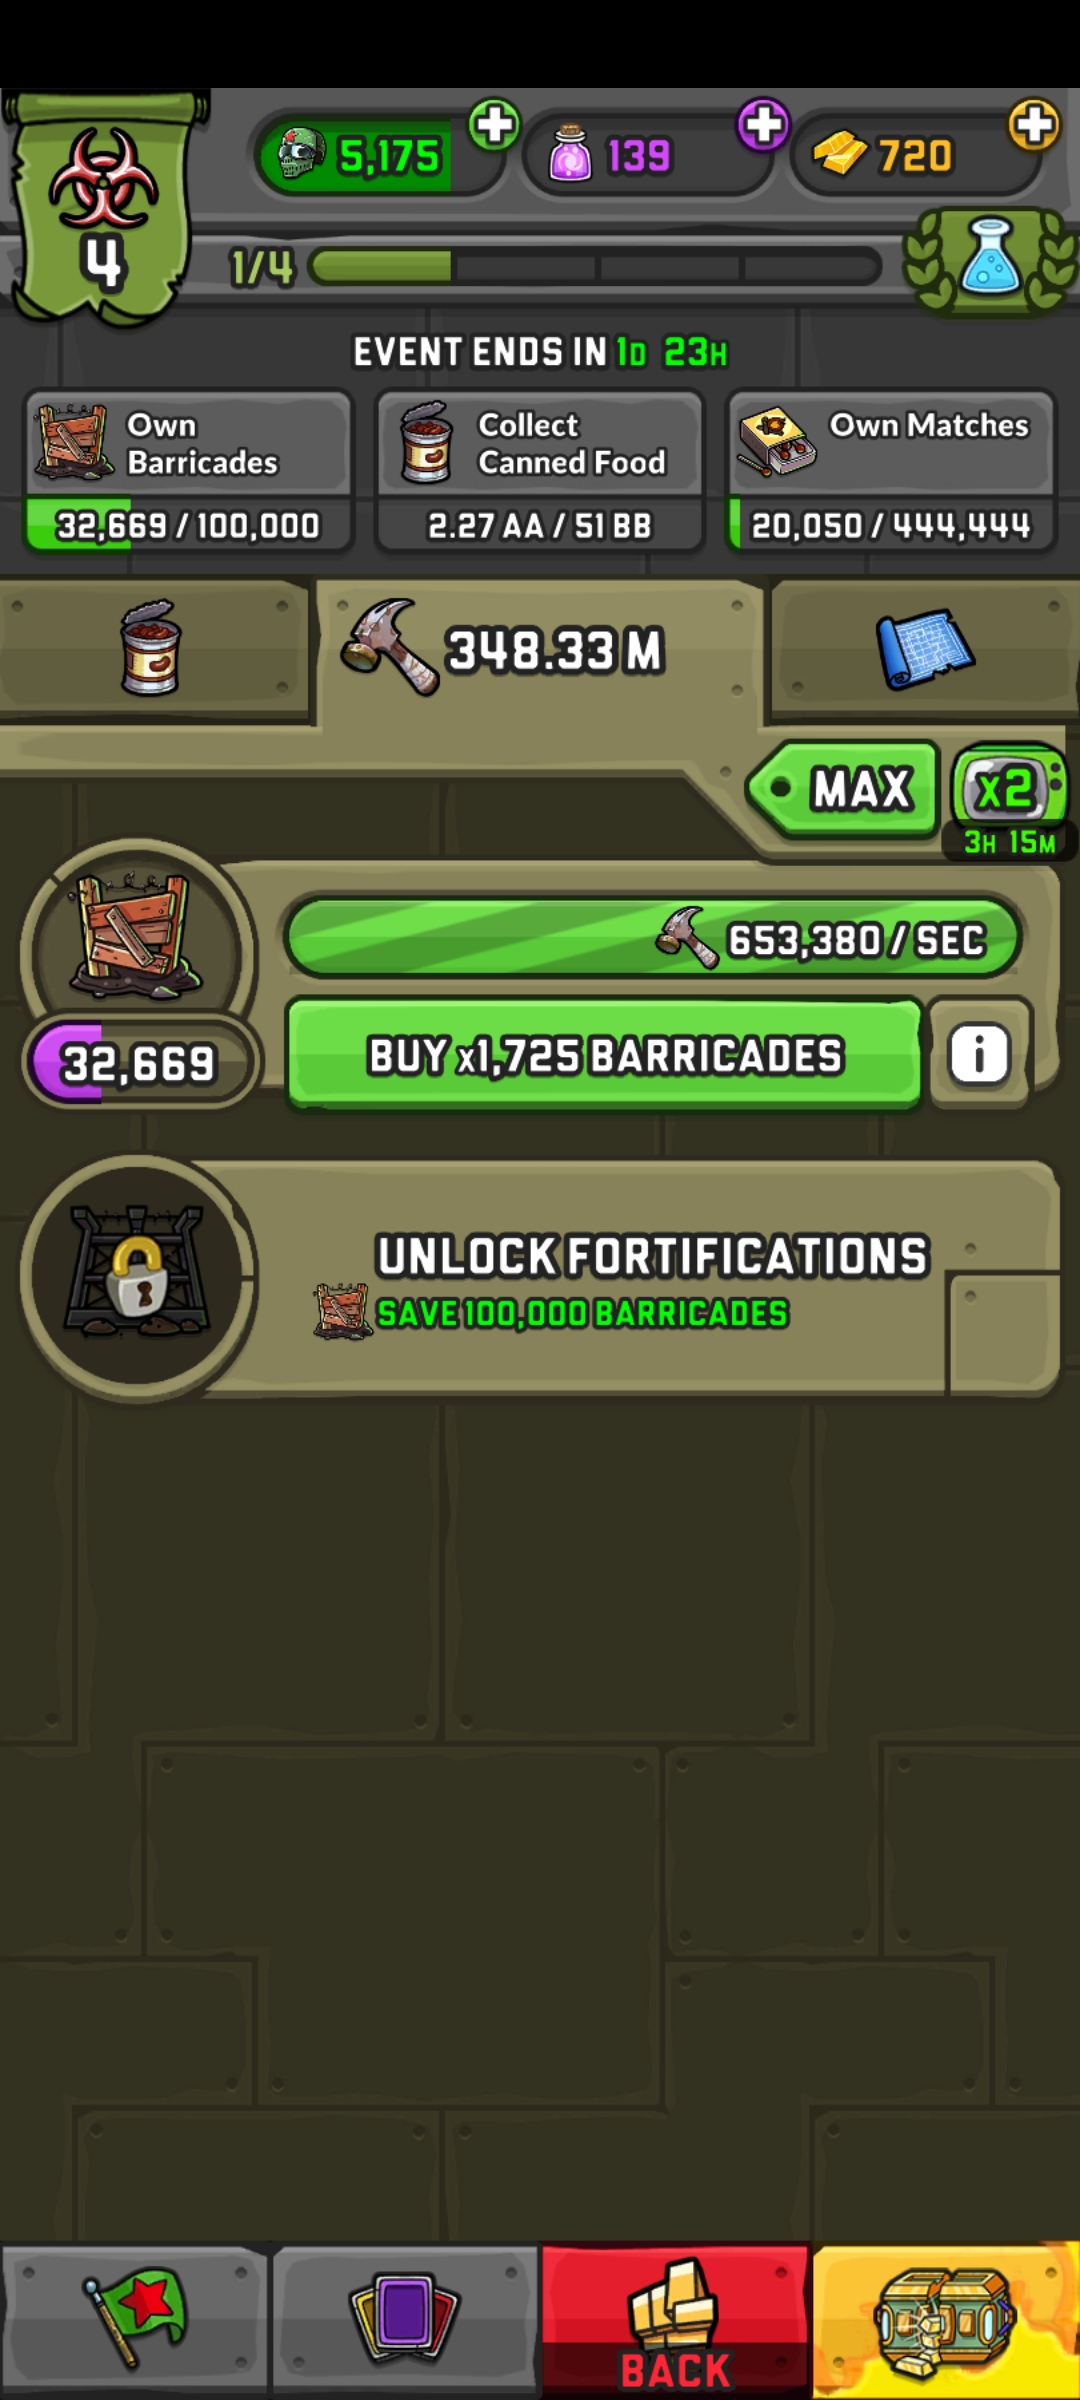 5,175
139
720
4
1/4
EVENT ENDS IN 1D 23H
Own
Barricades
32,669 / 100,000
Collect
Canned Food
2.27 AA / 51 BB
Own Matches
20,050 / 444,444
348.33 M
MAX
x2
3H 15M
653,380 / SEC
32,669
BUY x1,725 BARRICADES
i
UNLOCK FORTIFICATIONS
SAVE 100,000 BARRICADES
BACK